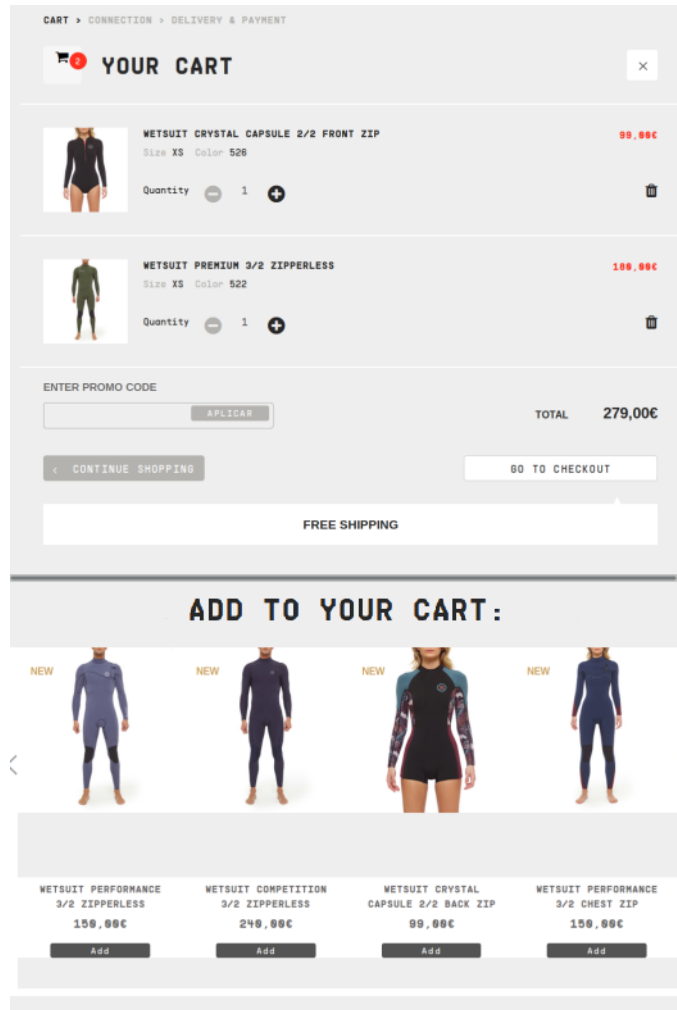 CART > CONNECTION > DELIVERY & PAYMENT
2
YOUR CART
×
WETSUIT CRYSTAL CAPSULE 2/2 FRONT ZIP
99,00€
Size XS Color 526
Quantity
1
WETSUIT PREMIUM 3/2 ZIPPERLESS
180,00€
Size XS Color 522
Quantity
1
ENTER PROMO CODE
APLICAR
TOTAL 279,00€
‹ CONTINUE SHOPPING
GO TO CHECKOUT
FREE SHIPPING
ADD TO YOUR CART:
NEW
NEW
NEW
NEW
WETSUIT PERFORMANCE
3/2 ZIPPERLESS
150,00€
Add
WETSUIT COMPETITION
3/2 ZIPPERLESS
240,00€
Add
WETSUIT CRYSTAL
CAPSULE 2/2 BACK ZIP
99,00€
Add
WETSUIT PERFORMANCE
3/2 CHEST ZIP
150,00€
Add